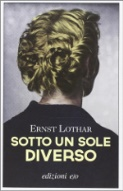 ERNST LOTHAR
SOTTO UN SOLE
DIVERSO
edizioni e/o